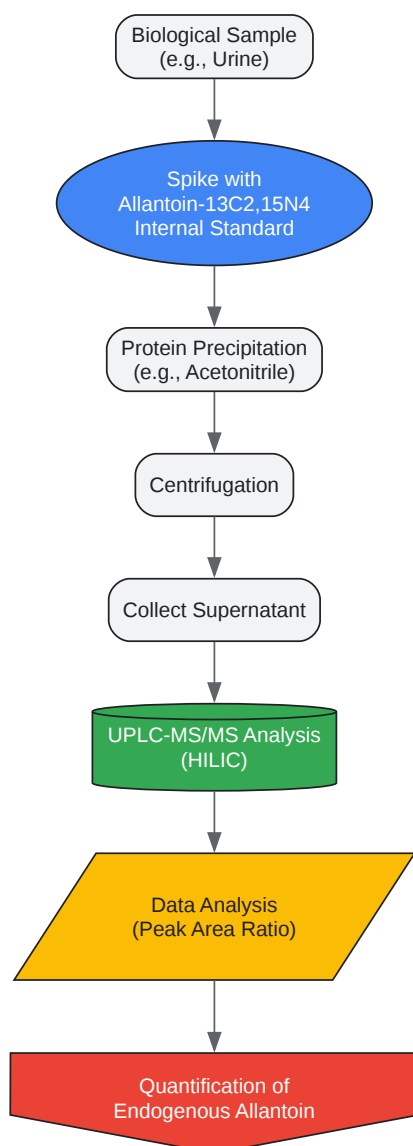 Biological Sample
(e.g., Urine)
Spike with
Allantoin-13C2,15N4
Internal Standard
Protein Precipitation
(e.g., Acetonitrile)
Centrifugation
Collect Supernatant
UPLC-MS/MS Analysis
(HILIC)
Data Analysis
(Peak Area Ratio)
Quantification of
Endogenous Allantoin